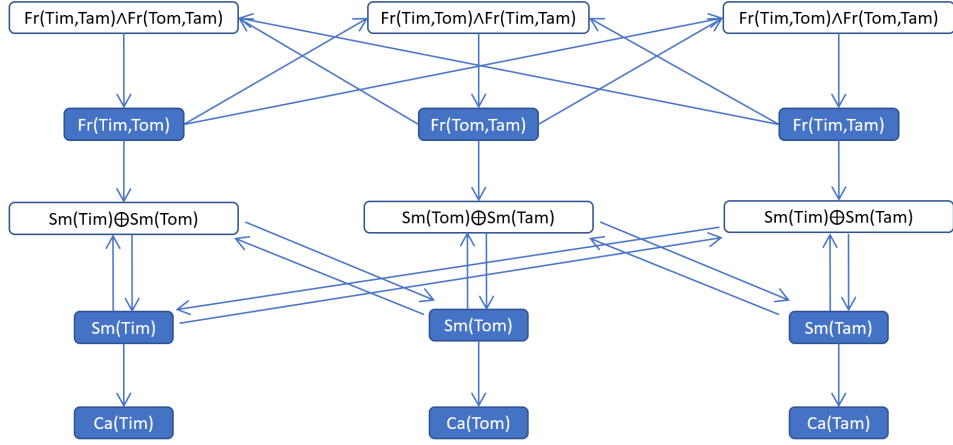 Fr(Tim,Tam)⋀Fr(Tom,Tam)
Fr(Tim,Tom)⋀Fr(Tim,Tam)
Fr(Tim,Tom)⋀Fr(Tom,Tam)
Fr(Tim,Tom)
Fr(Tom,Tam)
Fr(Tim,Tam)
Sm(Tim)⨁Sm(Tom)
Sm(Tom)⨁Sm(Tam)
Sm(Tim)⨁Sm(Tam)
Sm(Tim)
Sm(Tom)
Sm(Tam)
Ca(Tim)
Ca(Tom)
Ca(Tam)